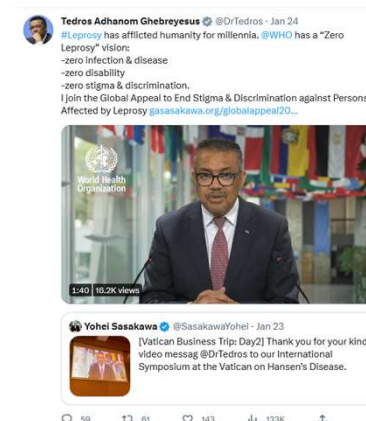 Tedros Adhanom Ghebreyesus @DrTedros · Jan 24
#Leprosy has afflicted humanity for millennia. @WHO has a “Zero
Leprosy” vision:
-zero infection & disease
-zero disability
-zero stigma & discrimination.
I join the Global Appeal to End Stigma & Discrimination against Persons
Affected by Leprosy gasasakawa.org/globalappeal20...
World Health
Organization
1:40 16.2K views
Yohei Sasakawa @SasakawaYohei · Jan 23
[Vatican Business Trip: Day2] Thank you for your kind
video messag @DrTedros to our International
Symposium at the Vatican on Hansen's Disease.
59 61 143 133K